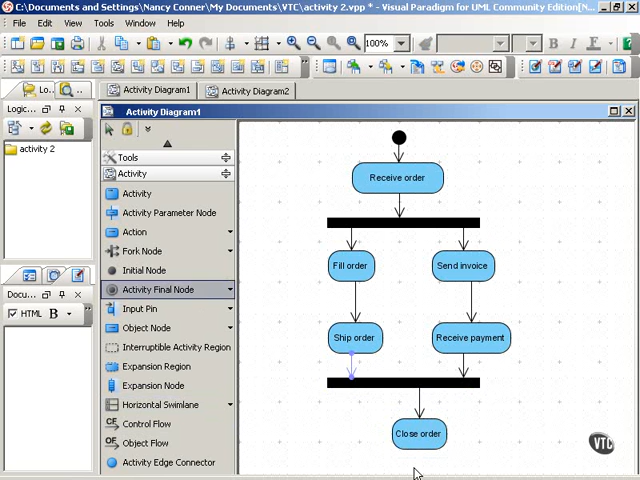 C:\Documents and Settings\Nancy Conner\My Documents\VTC\activity 2.vpp * - Visual Paradigm for UML Community Edition[N...
File Edit View Tools Window Help
100%
B I F
Lo... Activity Diagram1 Activity Diagram2
Logic...
activity 2
Docu...
HTML B
Activity Diagram1
Tools
Activity
Activity
Activity Parameter Node
Action
Fork Node
Initial Node
Activity Final Node
Input Pin
Object Node
Interruptible Activity Region
Expansion Region
Expansion Node
Horizontal Swimlane
CF Control Flow
OF Object Flow
Activity Edge Connector
Receive order
Fill order Send invoice
Ship order Receive payment
Close order
VTC